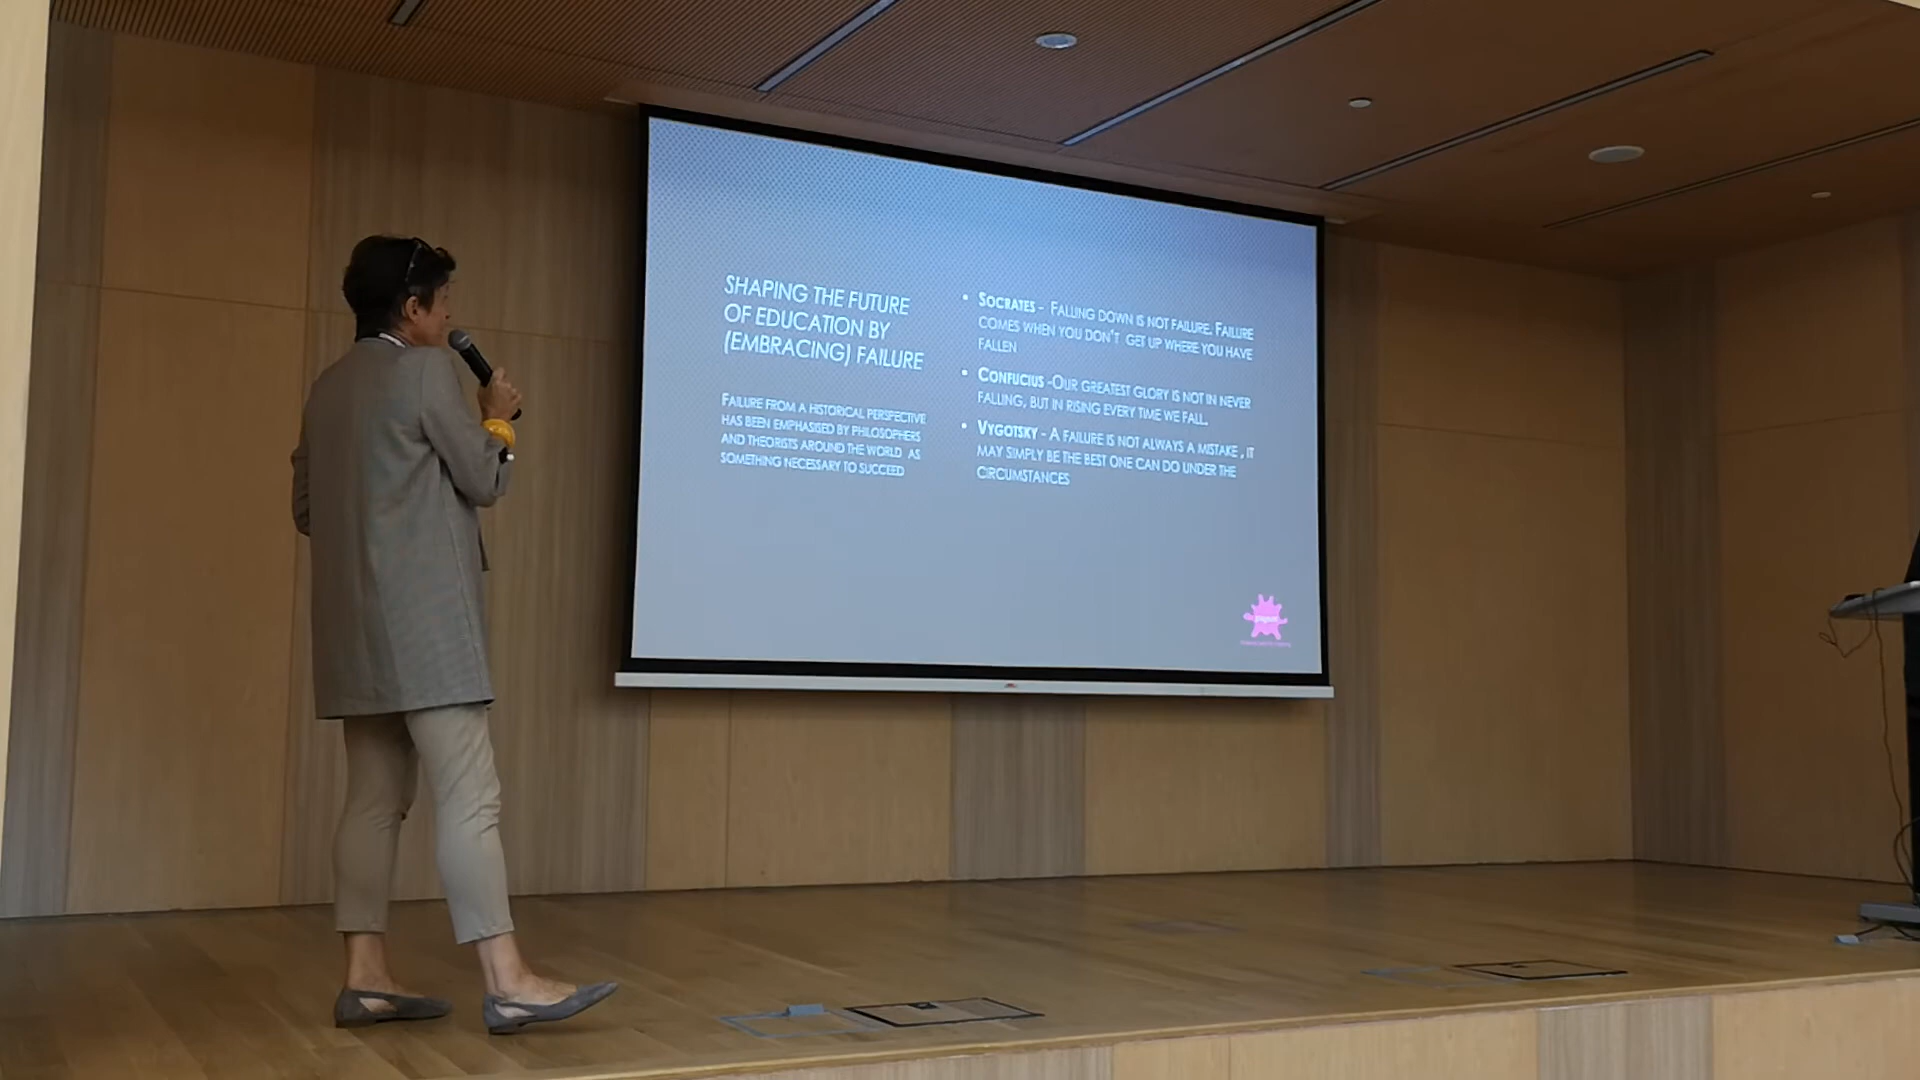 SHAPING THE FUTURE
OF EDUCATION BY
(EMBRACING) FAILURE
FAILURE FROM A HISTORICAL PERSPECTIVE
HAS BEEN EMPHASISED BY PHILOSOPHERS
AND THEORISTS AROUND THE WORLD AS
SOMETHING NECESSARY TO SUCCEED
• SOCRATES - FALLING DOWN IS NOT FAILURE. FAILURE
COMES WHEN YOU DON'T GET UP WHERE YOU HAVE
FALLEN
• CONFUCIUS -OUR GREATEST GLORY IS NOT IN NEVER
FALLING, BUT IN RISING EVERY TIME WE FALL.
• VYGOTSKY - A FAILURE IS NOT ALWAYS A MISTAKE , IT
MAY SIMPLY BE THE BEST ONE CAN DO UNDER THE
CIRCUMSTANCES